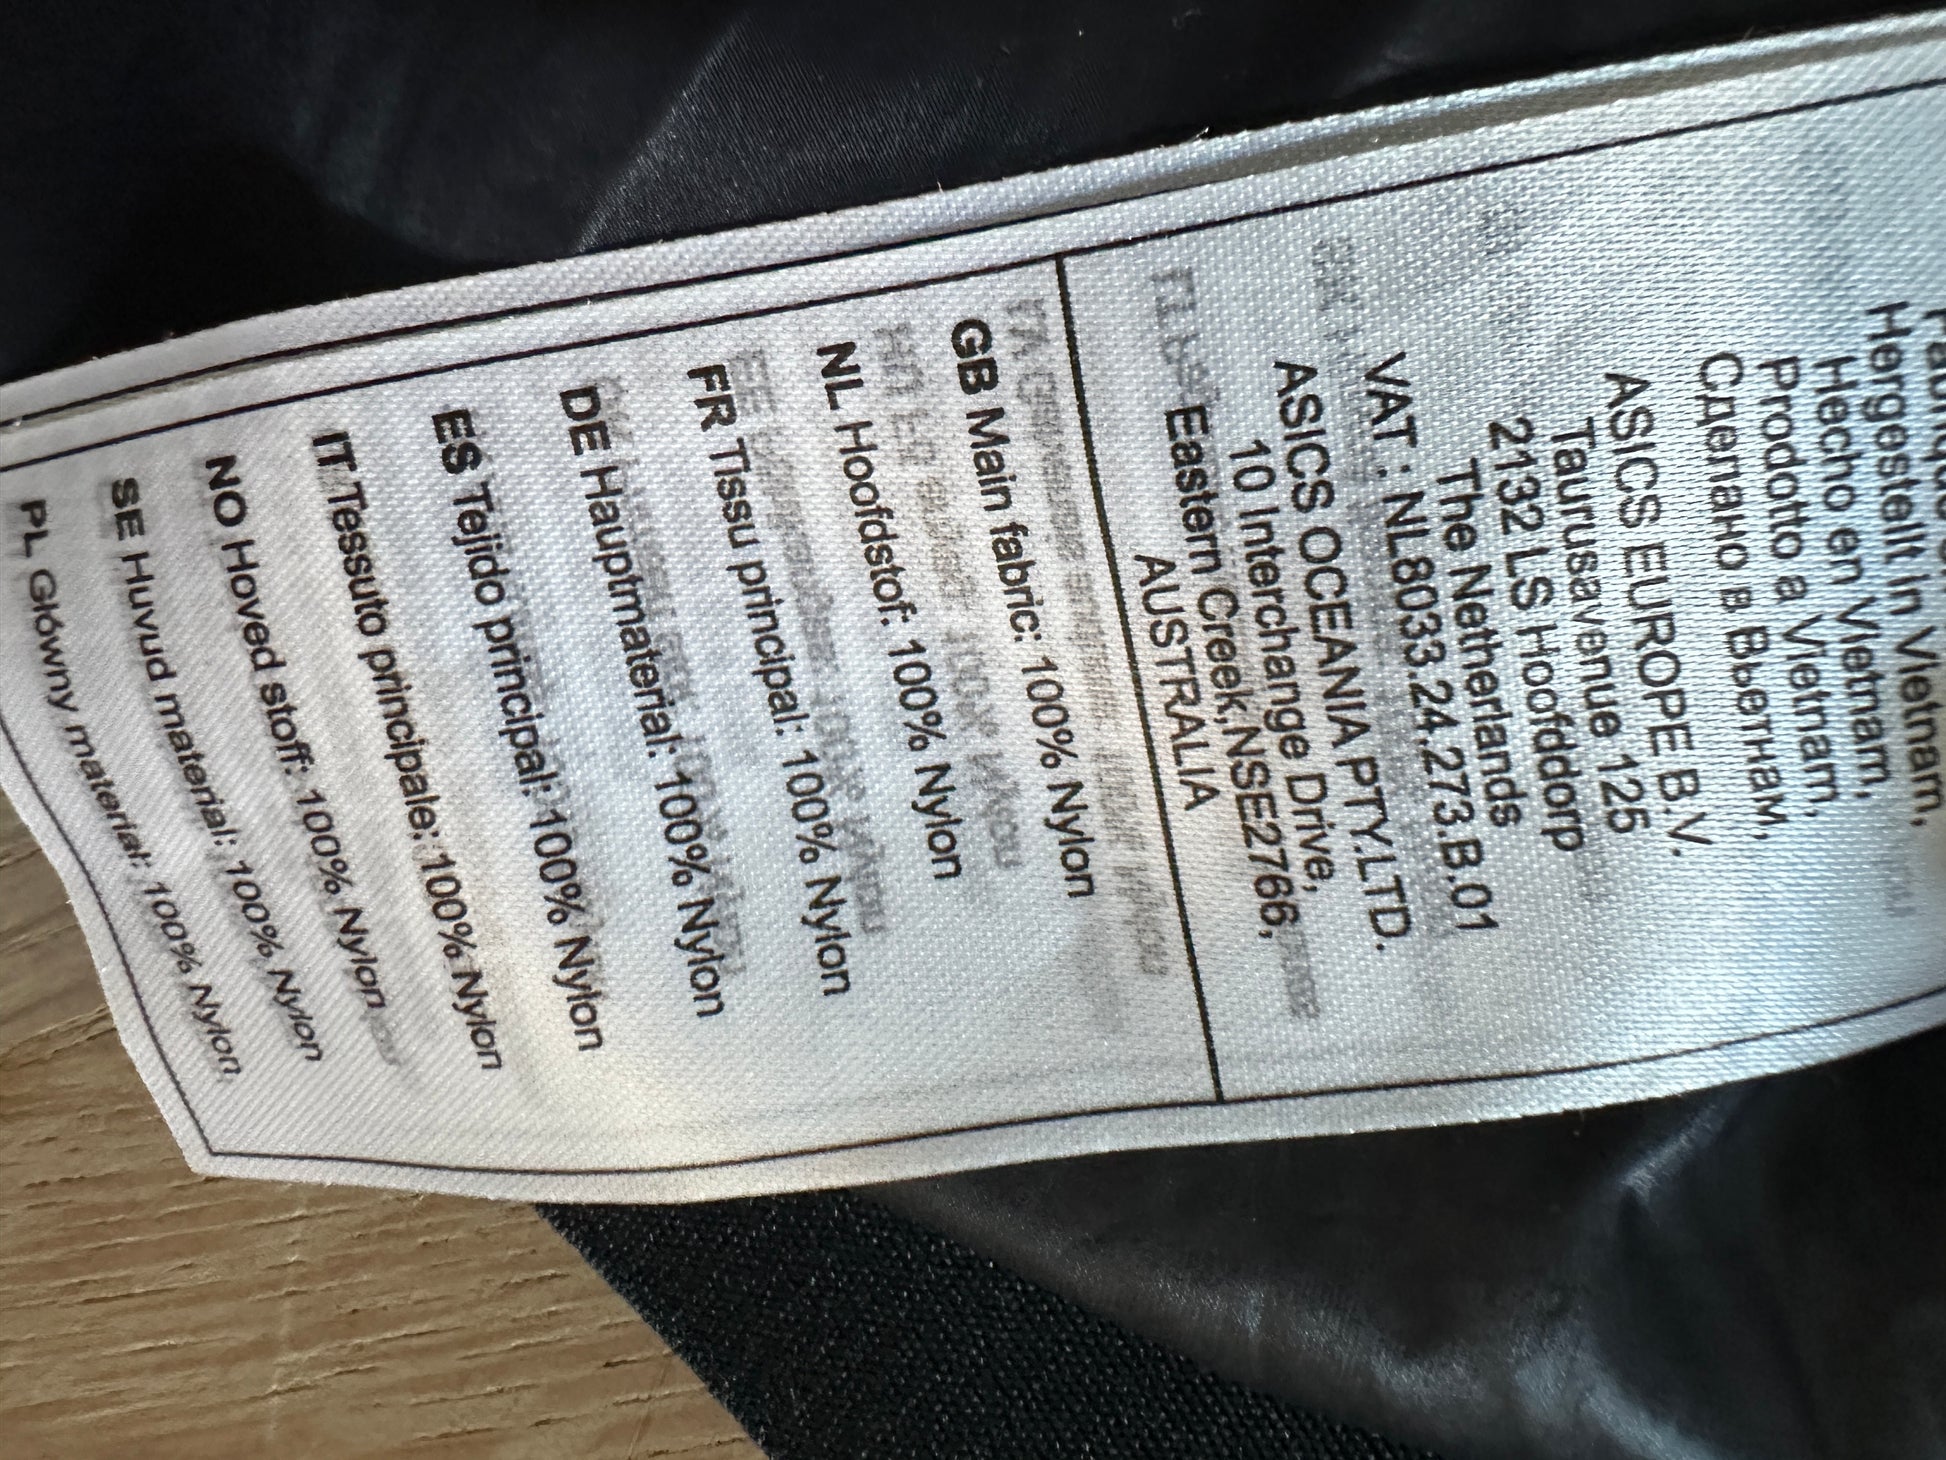 Hergestellt in Vietnam,
Hecho en Vietnam,
Prodotto a Vietnam,
Сделано в Вьетнам,
ASICS EUROPE B.V.
Taurusavenue 125
2132 LS Hoofddorp
The Netherlands
VAT : NL8033.24.273.B.01
ASICS OCEANIA PTY.LTD.
10 Interchange Drive,
Eastern Creek, NSE2766,
AUSTRALIA
GB Main fabric: 100% Nylon
NL Hoofdstof: 100% Nylon
FR Tissu principal: 100% Nylon
DE Hauptmaterial: 100% Nylon
ES Tejido principal: 100% Nylon
IT Tessuto principale: 100% Nylon
NO Hoved stoff: 100% Nylon
SE Huvud material: 100% Nylon
PL Główny material: 100% Nylon